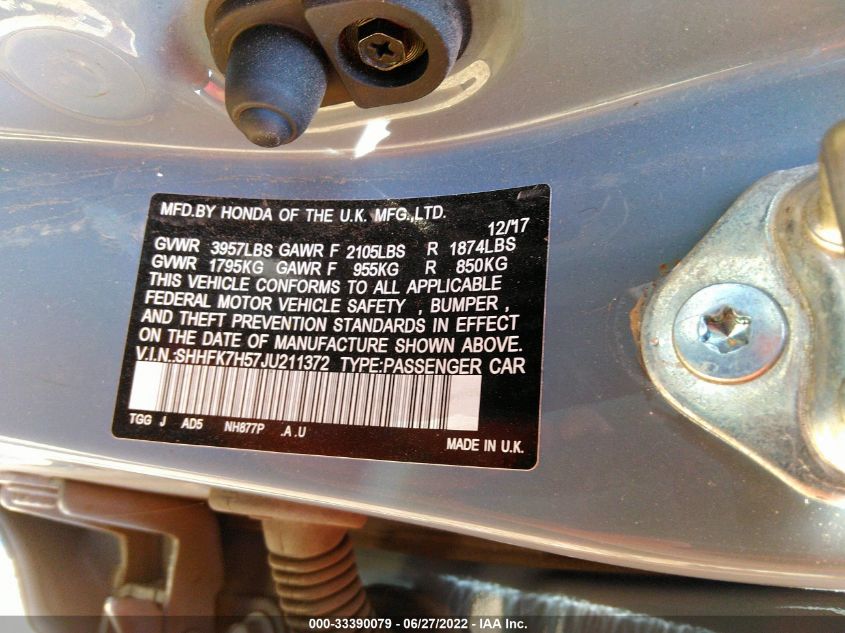 MFD.BY HONDA OF THE U.K. MFG.,LTD.
12/'17
GVWR 3957LBS GAWR F 2105LBS R 1874LBS
GVWR 1795KG GAWR F 955KG R 850KG
THIS VEHICLE CONFORMS TO ALL APPLICABLE
FEDERAL MOTOR VEHICLE SAFETY , BUMPER ,
AND THEFT PREVENTION STANDARDS IN EFFECT
ON THE DATE OF MANUFACTURE SHOWN ABOVE.
V.I.N.:SHHFK7H57JU211372 TYPE:PASSENGER CAR
TGG J AD5 NH877P .A .U
MADE IN U.K.
000-33390079 - 06/27/2022 - IAA Inc.